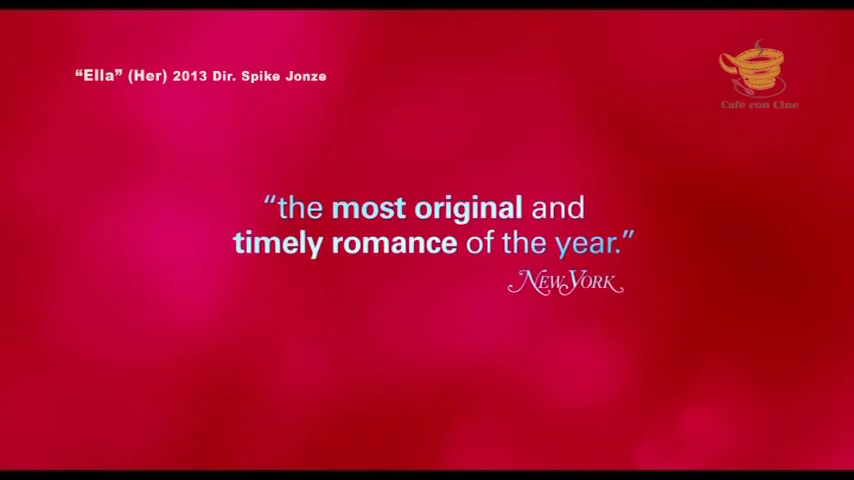 “Ella” (Her) 2013 Dir. Spike Jonze
Cafe con Cine
“the most original and
timely romance of the year.”
NEW YORK